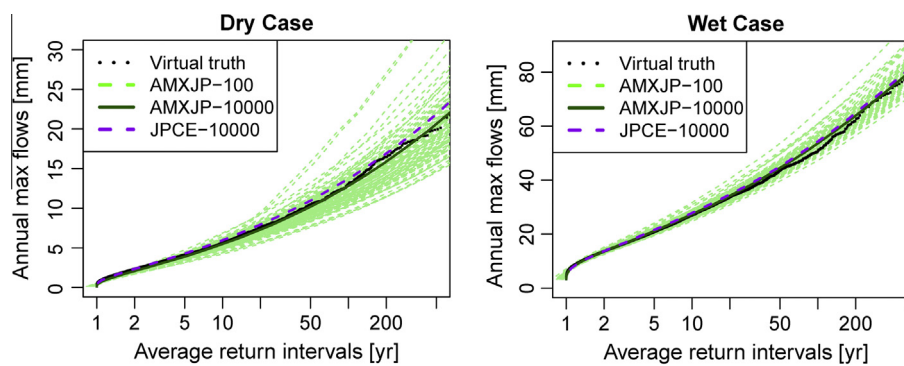 Dry Case
Annual max flows [mm]
30
25
20
15
10
5
0
Virtual truth
AMXJP−100
AMXJP−10000
JPCE−10000
1 2 5 10 50 200
Average return intervals [yr]
Wet Case
Annual max flows [mm]
80
60
40
20
0
Virtual truth
AMXJP−100
AMXJP−10000
JPCE−10000
1 2 5 10 50 200
Average return intervals [yr]